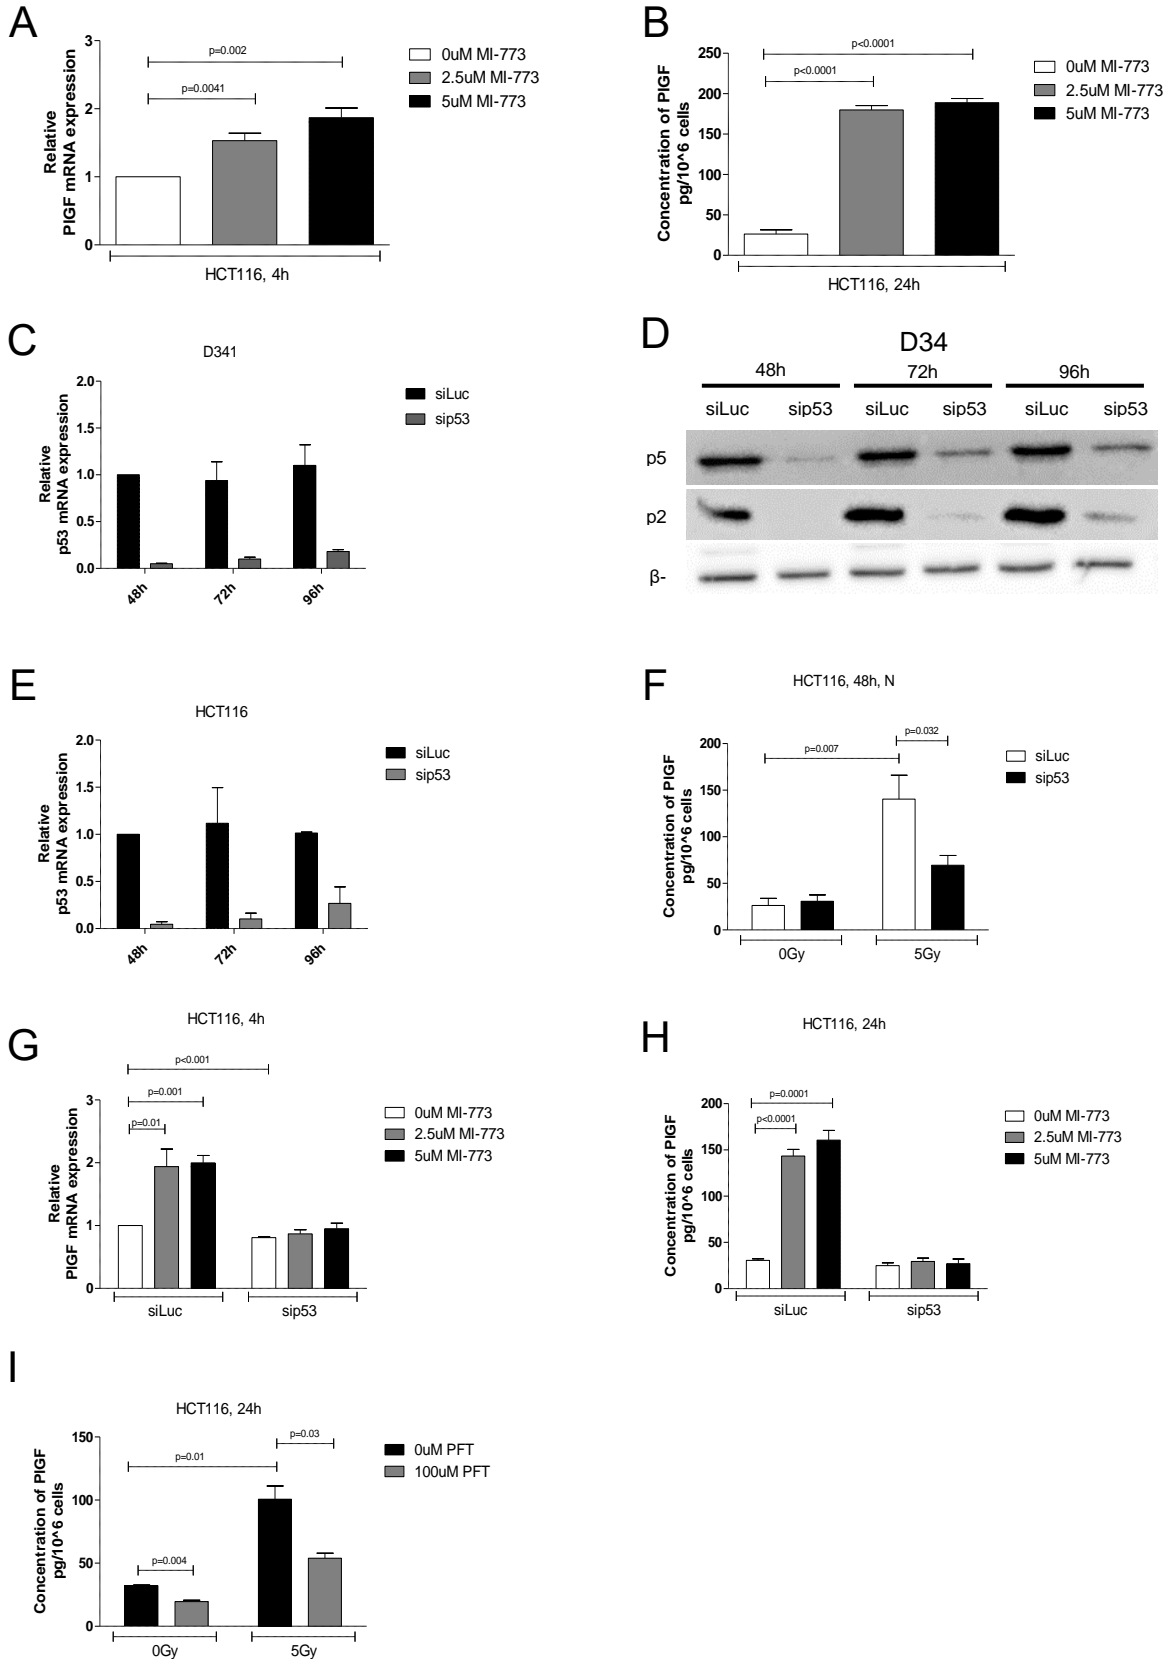 A
3
2
1
0
Relative
PlGF mRNA expression
p=0.002
p=0.0041
0uM MI-773
2.5uM MI-773
5uM MI-773
HCT116, 4h
B
250
200
150
100
50
0
Concentration of PlGF
pg/10^6 cells
p<0.0001
p<0.0001
0uM MI-773
2.5uM MI-773
5uM MI-773
HCT116, 24h
C
D341
2.0
1.5
1.0
0.5
0.0
Relative
p53 mRNA expression
siLuc
sip53
48h
72h
96h
D
D34
48h 72h 96h
siLuc sip53 siLuc sip53 siLuc sip53
p5
p2
β-
E
HCT116
2.0
1.5
1.0
0.5
0.0
Relative
p53 mRNA expression
siLuc
sip53
48h
72h
96h
F
HCT116, 48h, N
200
150
100
50
0
Concentration of PlGF
pg/10^6 cells
p=0.032
p=0.007
siLuc
sip53
0Gy 5Gy
G
HCT116, 4h
3
2
1
0
Relative
PlGF mRNA expression
p<0.001
p=0.001
p=0.01
0uM MI-773
2.5uM MI-773
5uM MI-773
siLuc sip53
H
HCT116, 24h
200
150
100
50
0
Concentration of PlGF
pg/10^6 cells
p=0.0001
p<0.0001
0uM MI-773
2.5uM MI-773
5uM MI-773
siLuc sip53
I
HCT116, 24h
150
100
50
0
Concentration of PlGF
pg/10^6 cells
p=0.03
p=0.01
p=0.004
0uM PFT
100uM PFT
0Gy 5Gy